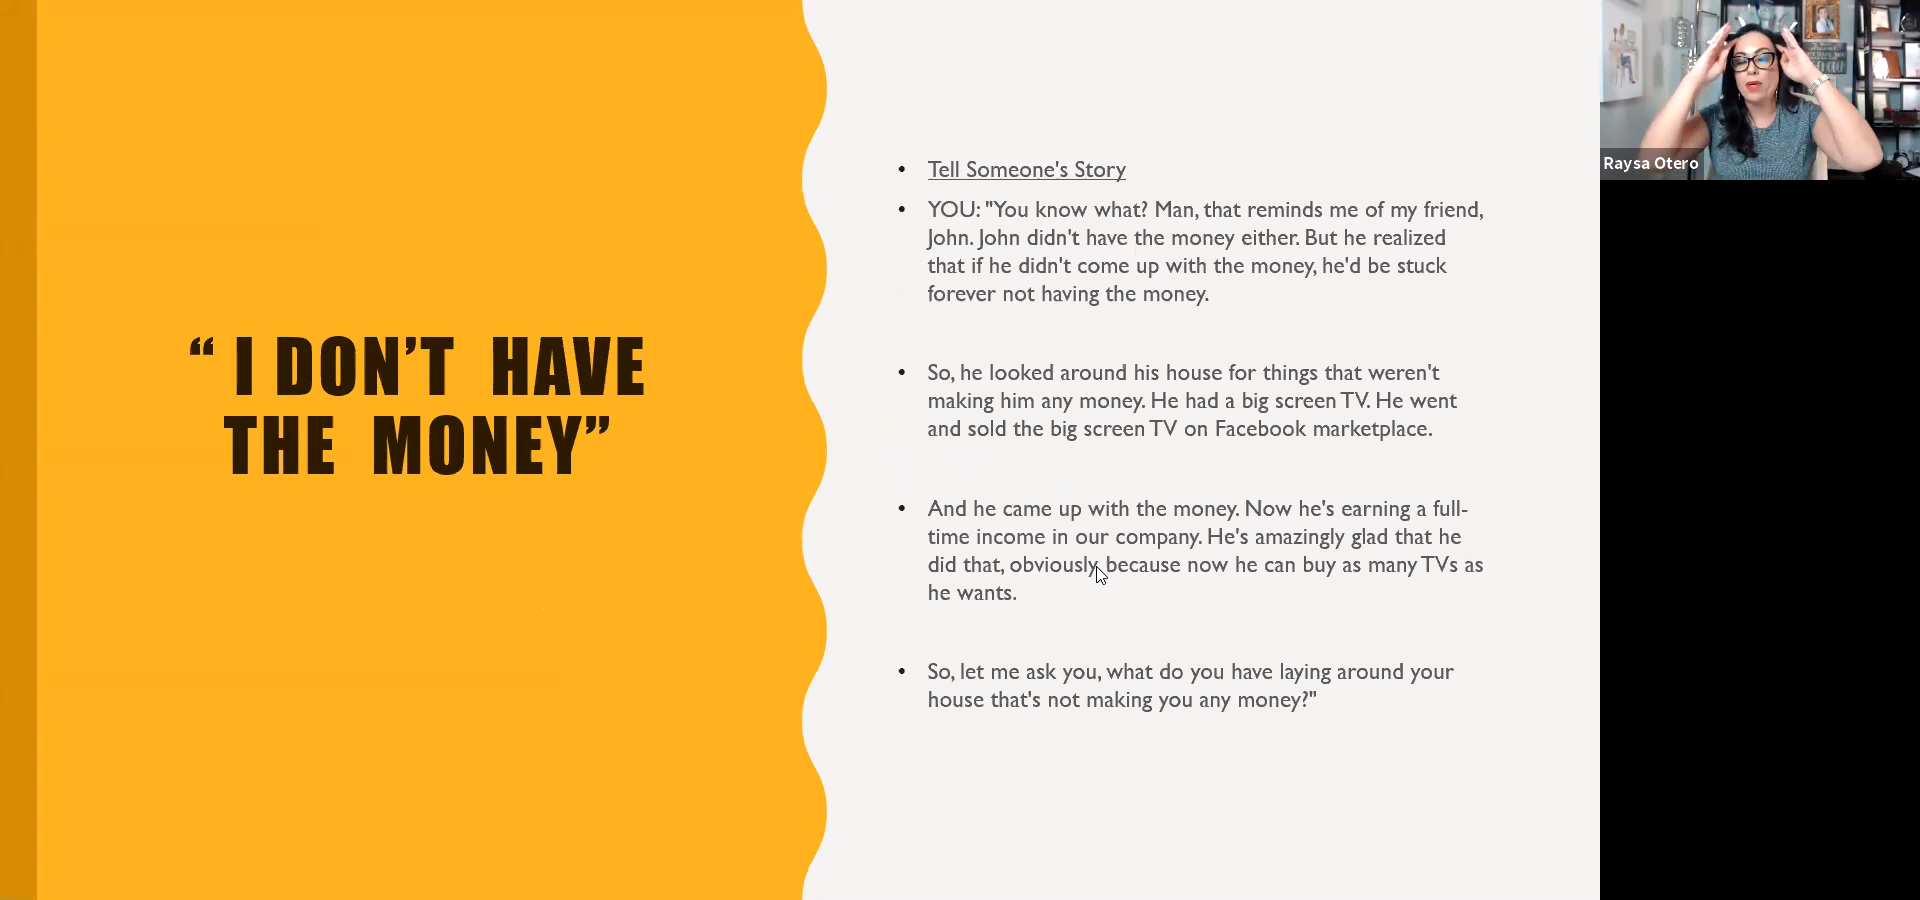 “ I DON’T HAVE
THE MONEY”
Tell Someone's Story
YOU: "You know what? Man, that reminds me of my friend,
John. John didn't have the money either. But he realized
that if he didn't come up with the money, he'd be stuck
forever not having the money.
So, he looked around his house for things that weren't
making him any money. He had a big screen TV. He went
and sold the big screen TV on Facebook marketplace.
And he came up with the money. Now he's earning a full-
time income in our company. He's amazingly glad that he
did that, obviously, because now he can buy as many TVs as
he wants.
So, let me ask you, what do you have laying around your
house that's not making you any money?"
Raysa Otero